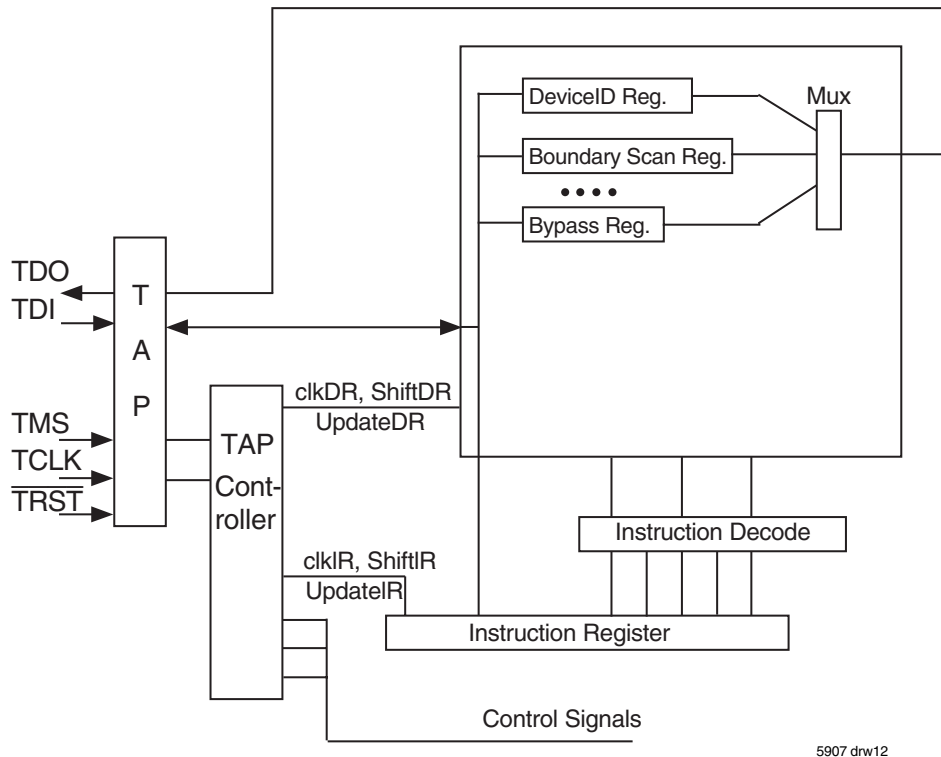 DeviceID Reg.
Mux
Boundary Scan Reg.
Bypass Reg.
TDO
TDI
T
A
P
TMS
TCLK
TRST
clkDR, ShiftDR
UpdateDR
TAP
Cont-
roller
Instruction Decode
clkIR, ShiftIR
UpdateIR
Instruction Register
Control Signals
5907 drw12